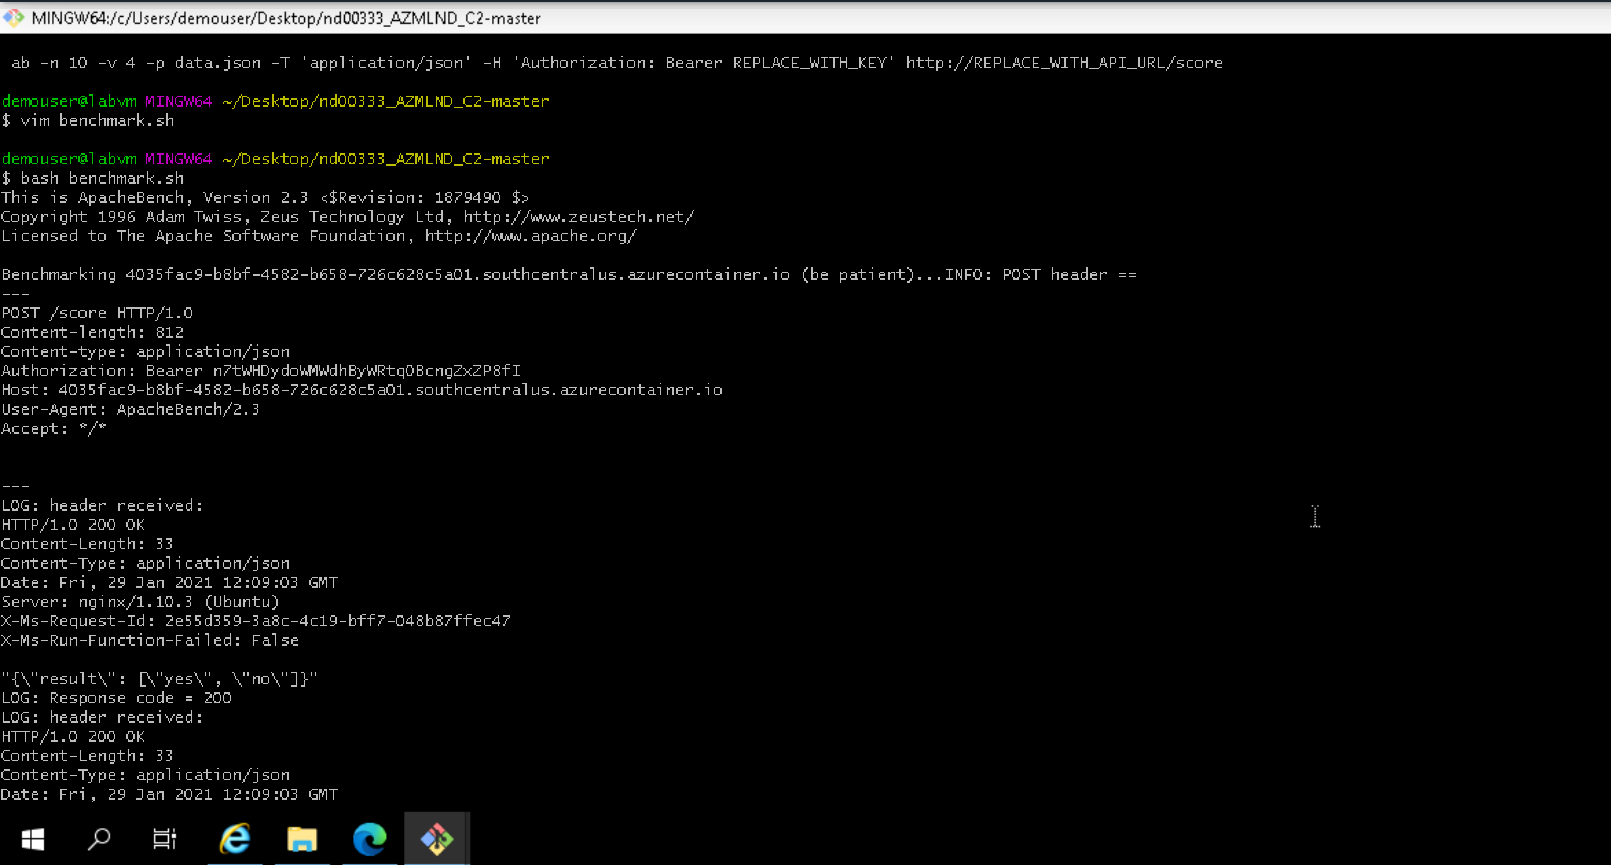 MINGW64:/c/Users/demouser/Desktop/nd00333_AZMLND_C2-master
ab -n 10 -v 4 -p data.json -T 'application/json' -H 'Authorization: Bearer REPLACE_WITH_KEY' http://REPLACE_WITH_API_URL/score
demouser@labvm MINGW64 ~/Desktop/nd00333_AZMLND_C2-master
$ vim benchmark.sh
demouser@labvm MINGW64 ~/Desktop/nd00333_AZMLND_C2-master
$ bash benchmark.sh
This is ApacheBench, Version 2.3 <$Revision: 1879490 $>
Copyright 1996 Adam Twiss, Zeus Technology Ltd, http://www.zeustech.net/
Licensed to The Apache Software Foundation, http://www.apache.org/
Benchmarking 4035fac9-b8bf-4582-b658-726c628c5a01.southcentralus.azurecontainer.io (be patient)...INFO: POST header ==
---
POST /score HTTP/1.0
Content-length: 812
Content-type: application/json
Authorization: Bearer n7tWHDydoWMWdhByWRtqOBcngZxZP8fI
Host: 4035fac9-b8bf-4582-b658-726c628c5a01.southcentralus.azurecontainer.io
User-Agent: ApacheBench/2.3
Accept: */*
---
LOG: header received:
HTTP/1.0 200 OK
Content-Length: 33
Content-Type: application/json
Date: Fri, 29 Jan 2021 12:09:03 GMT
Server: nginx/1.10.3 (Ubuntu)
X-Ms-Request-Id: 2e55d359-3a8c-4c19-bff7-048b87ffec47
X-Ms-Run-Function-Failed: False
"{\"result\": [\"yes\", \"no\"]}"
LOG: Response code = 200
LOG: header received:
HTTP/1.0 200 OK
Content-Length: 33
Content-Type: application/json
Date: Fri, 29 Jan 2021 12:09:03 GMT